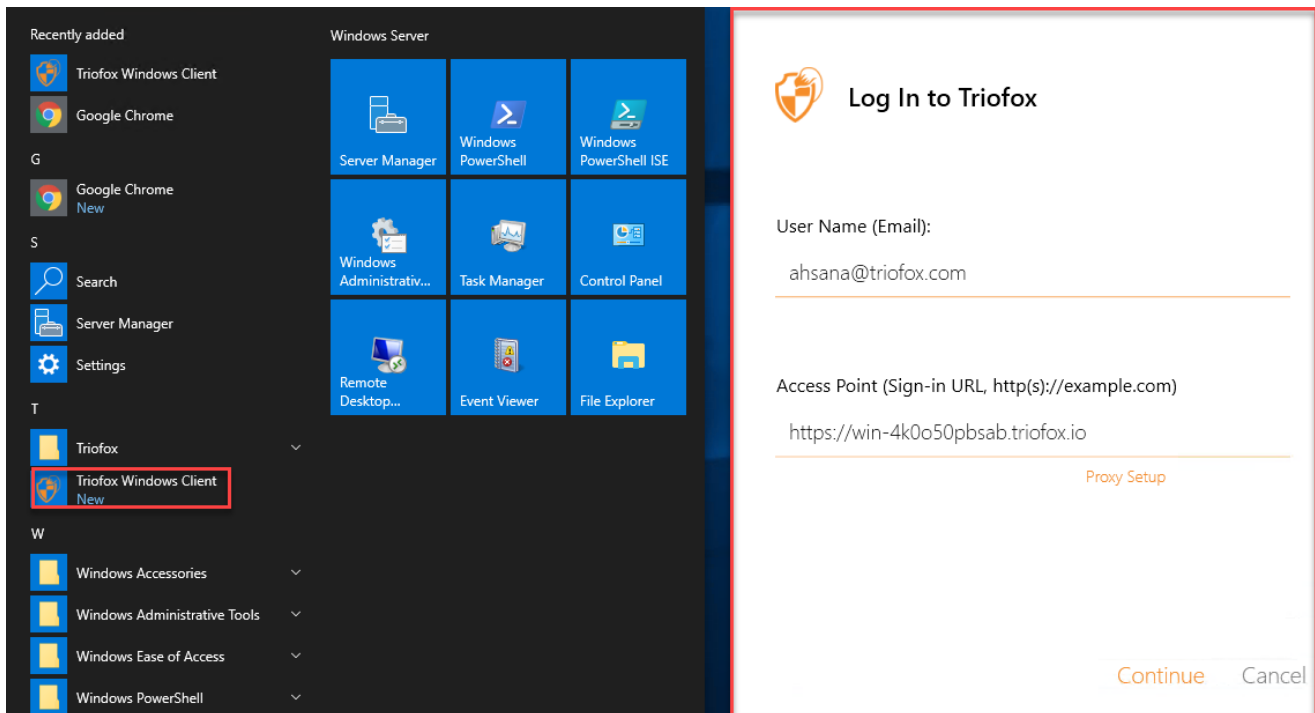 Recently added
Triofox Windows Client
Google Chrome
G
Google Chrome
New
S
Search
Server Manager
Settings
T
Triofox
Triofox Windows Client
New
W
Windows Accessories
Windows Administrative Tools
Windows Ease of Access
Windows PowerShell
Windows Server
Server Manager
Windows
PowerShell
Windows
PowerShell ISE
Windows
Administrativ...
Task Manager
Control Panel
Remote
Desktop...
Event Viewer
File Explorer
Log In to Triofox
User Name (Email):
ahsana@triofox.com
Access Point (Sign-in URL, http(s)://example.com)
https://win-4k0o50pbsab.triofox.io
Proxy Setup
Continue
Cancel